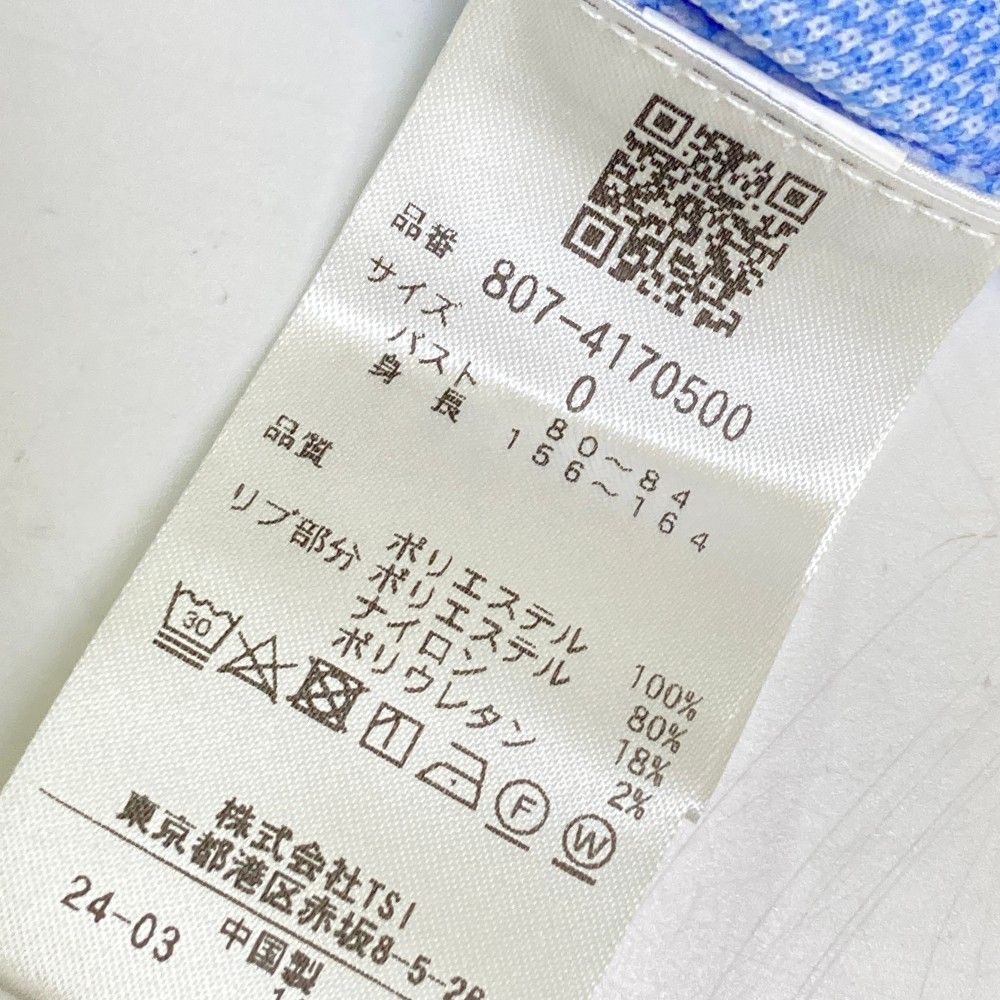 品番 807-4170500
サイズ 0
バスト 80～84
身長 156～164
品質 ポリエステル 100%
リブ部分 ポリエステル 80%
ナイロン 18%
ポリウレタン 2%
30
F
W
株式会社TSI
東京都港区赤坂8-5-2
24-03 中国製